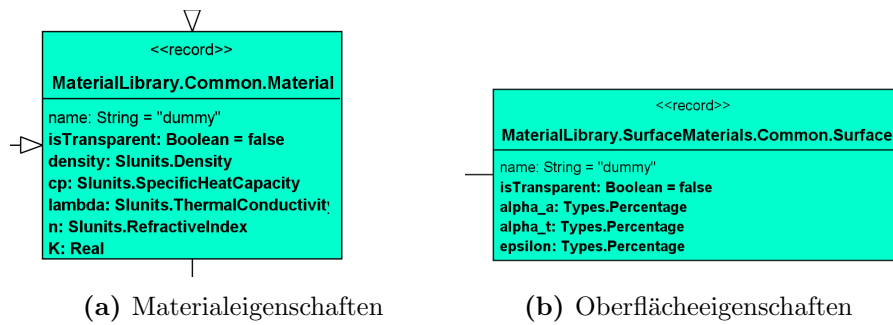 <<record>>
MaterialLibrary.Common.Material
name: String = "dummy"
isTransparent: Boolean = false
density: SIunits.Density
cp: SIunits.SpecificHeatCapacity
lambda: SIunits.ThermalConductivity
n: SIunits.RefractiveIndex
K: Real
(a) Materialeigenschaften
<<record>>
MaterialLibrary.SurfaceMaterials.Common.Surface
name: String = "dummy"
isTransparent: Boolean = false
alpha_a: Types.Percentage
alpha_t: Types.Percentage
epsilon: Types.Percentage
(b) Oberflächeeigenschaften